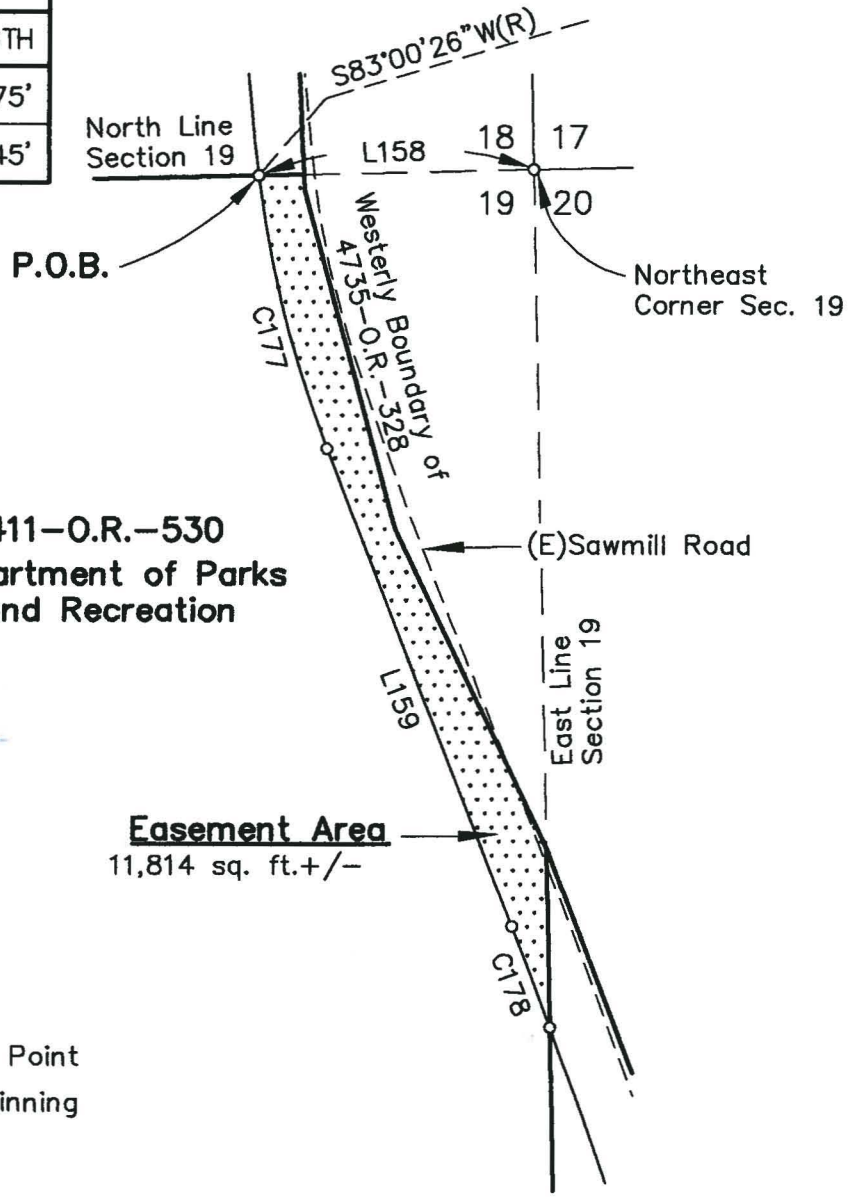 TH
75'
45'
S83°00'26"W(R)
North Line
Section 19
L158
18
17
19
20
P.O.B.
Northeast
Corner Sec. 19
C177
Westerly Boundary of
4735-O.R.-328
411-O.R.-530
artment of Parks
nd Recreation
(E)Sawmill Road
L159
East Line
Section 19
Easement Area
11,814 sq. ft.+/-
C178
Point
inning